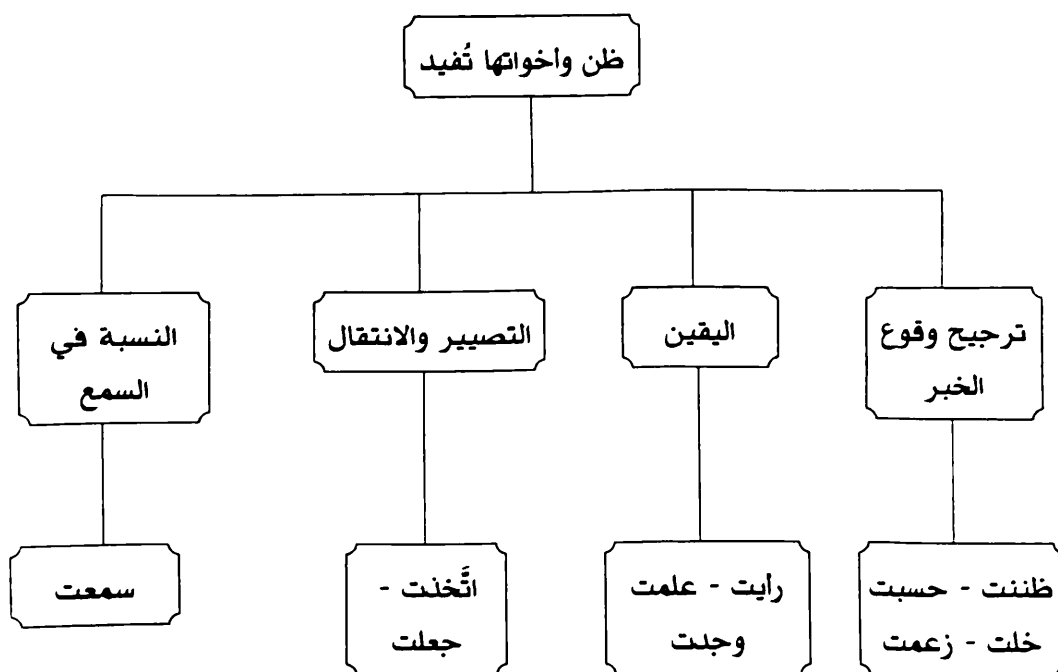 ظن واخواتها تُفيد
ترجيح وقوع
الخبر
اليقين
التصيير والانتقال
النسبة في
السمع
ظننت - حسبت
خلت - زعمت
رأيت - علمت
وجدت
اتَّخذت -
جعلت
سمعت